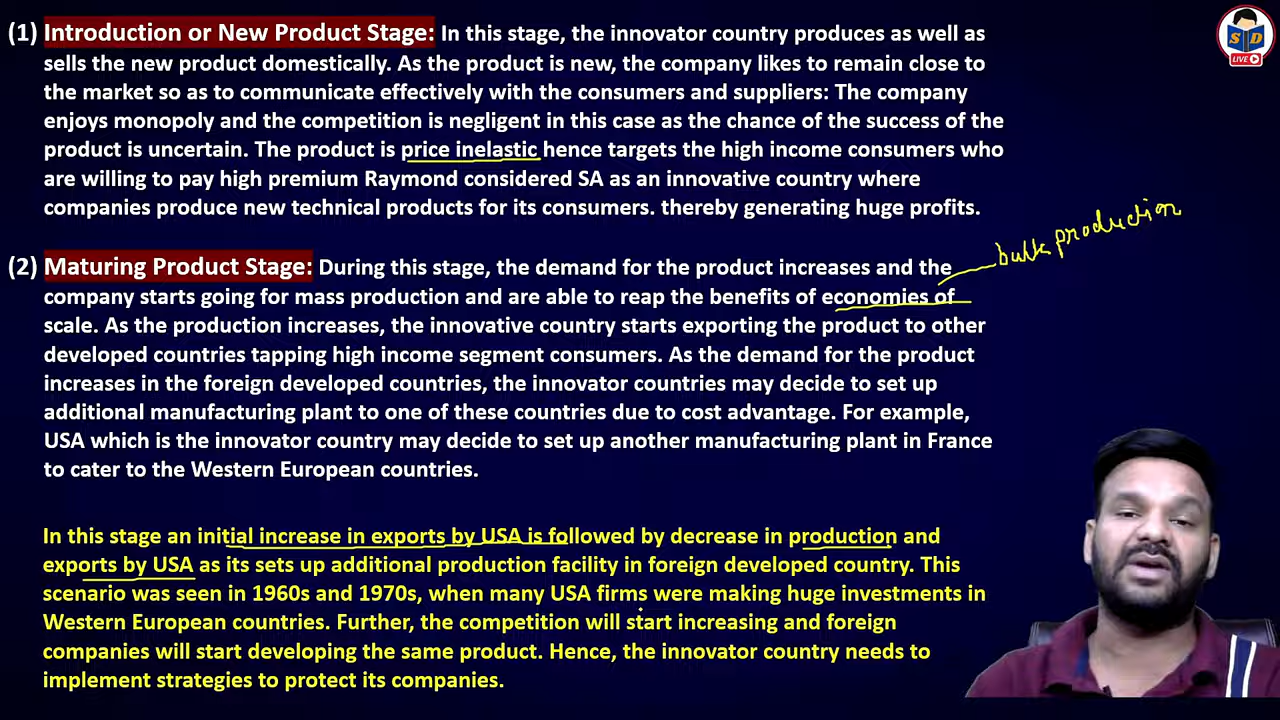 (1) Introduction or New Product Stage: In this stage, the innovator country produces as well as
sells the new product domestically. As the product is new, the company likes to remain close to
the market so as to communicate effectively with the consumers and suppliers: The company
enjoys monopoly and the competition is negligent in this case as the chance of the success of the
product is uncertain. The product is price inelastic hence targets the high income consumers who
are willing to pay high premium Raymond considered SA as an innovative country where
companies produce new technical products for its consumers. thereby generating huge profits.
bulk production
(2) Maturing Product Stage: During this stage, the demand for the product increases and the
company starts going for mass production and are able to reap the benefits of economies of
scale. As the production increases, the innovative country starts exporting the product to other
developed countries tapping high income segment consumers. As the demand for the product
increases in the foreign developed countries, the innovator countries may decide to set up
additional manufacturing plant to one of these countries due to cost advantage. For example,
USA which is the innovator country may decide to set up another manufacturing plant in France
to cater to the Western European countries.
In this stage an initial increase in exports by USA is followed by decrease in production and
exports by USA as its sets up additional production facility in foreign developed country. This
scenario was seen in 1960s and 1970s, when many USA firms were making huge investments in
Western European countries. Further, the competition will start increasing and foreign
companies will start developing the same product. Hence, the innovator country needs to
implement strategies to protect its companies.
S D
LIVE